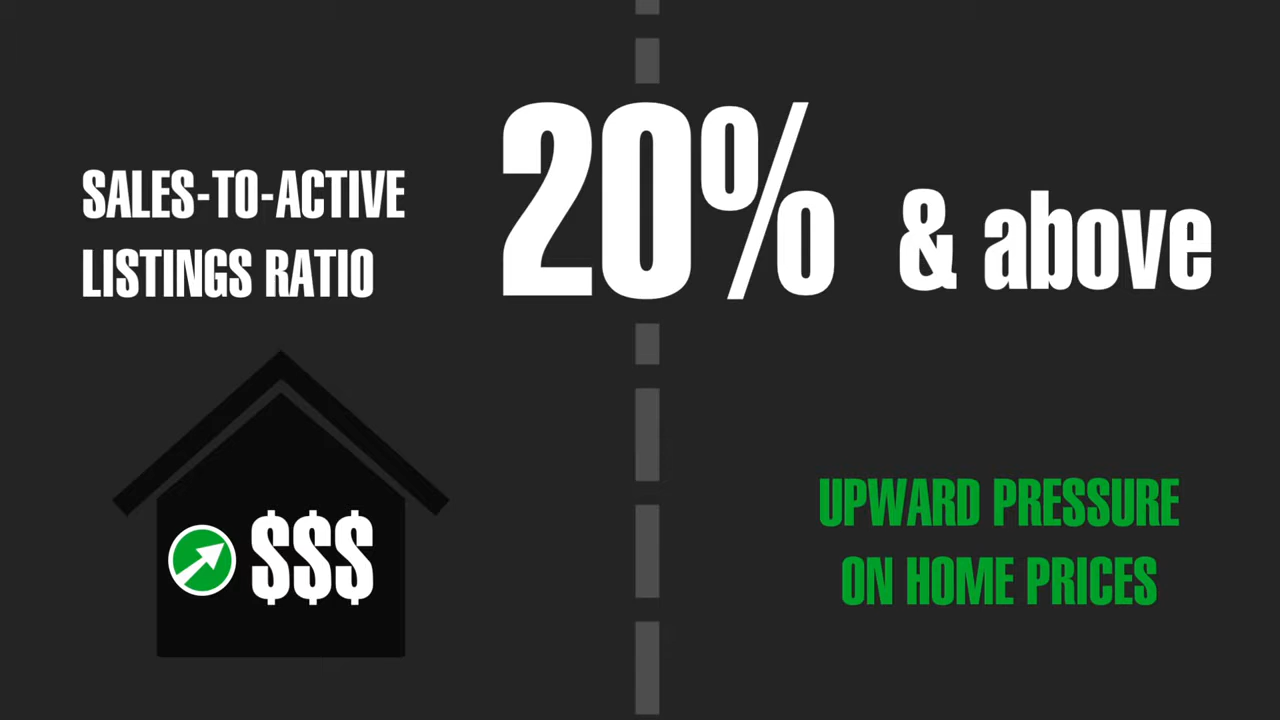 SALES-TO-ACTIVE
LISTINGS RATIO
20% & above
$$$
UPWARD PRESSURE
ON HOME PRICES